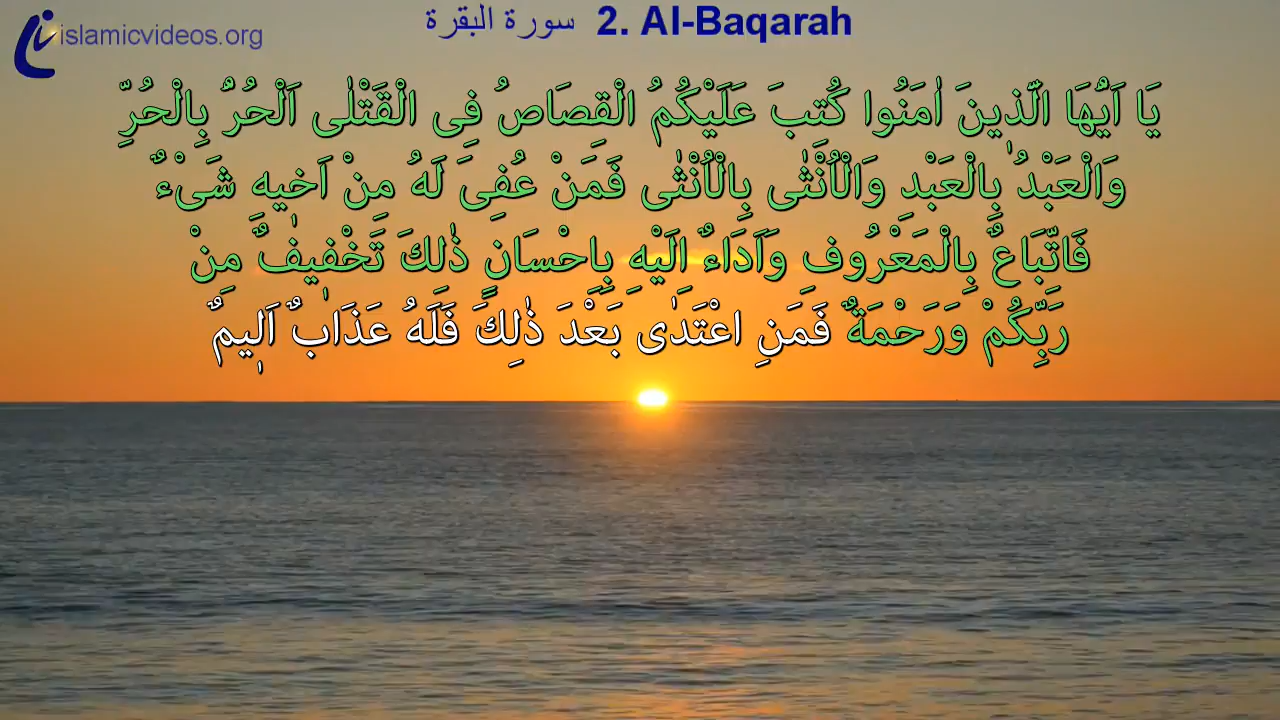 islamicvideos.org
سورة البقرة 2. Al-Baqarah
يَا اَيُّهَا الَّذٖينَ اٰمَنُوا كُتِبَ عَلَيْكُمُ الْقِصَاصُ فِى الْقَتْلٰى اَلْحُرُّ بِالْحُرِّ
وَالْعَبْدُ بِالْعَبْدِ وَالْاُنْثٰى بِالْاُنْثٰى فَمَنْ عُفِىَ لَهُ مِنْ اَخيهِ شَىْءٌ
فَاتِّبَاعٌ بِالْمَعْرُوفِ وَاَدَاءٌ اِلَيْهِ بِاِحْسَانٍ ذٰلِكَ تَخْفٖيفٌ مِنْ
رَبِّكُمْ وَرَحْمَةٌ فَمَنِ اعْتَدٰى بَعْدَ ذٰلِكَ فَلَهُ عَذَابٌ اَلٖيمٌ